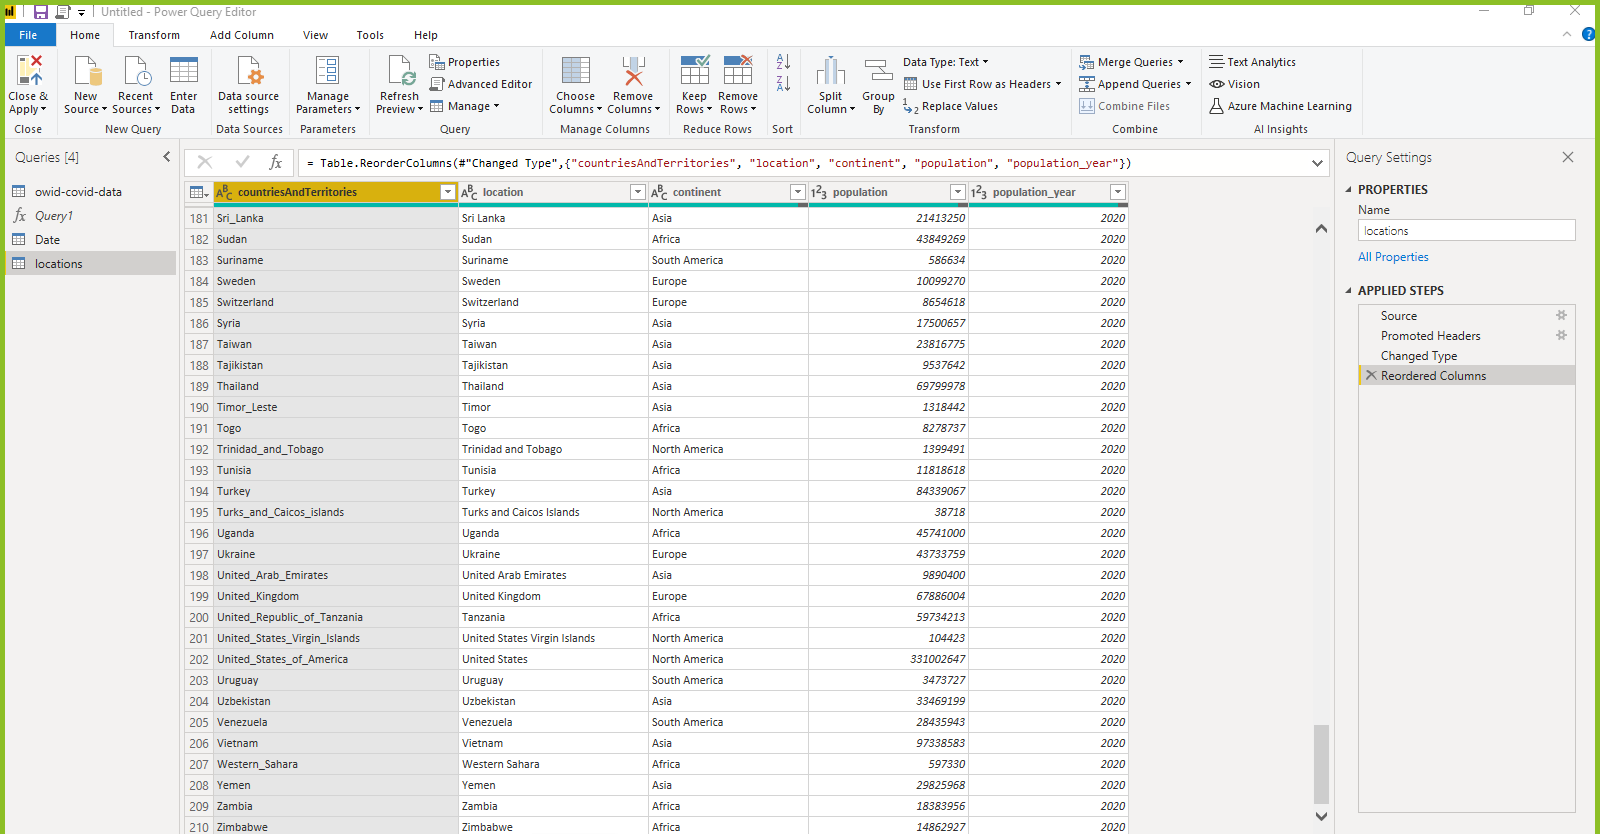 Untitled - Power Query Editor
File Home Transform Add Column View Tools Help
Close & Apply
Close
New Source
Recent Sources
Enter Data
New Query
Data source settings
Data Sources
Manage Parameters
Parameters
Refresh Preview
Properties
Advanced Editor
Manage
Query
Choose Columns
Remove Columns
Manage Columns
Keep Rows
Remove Rows
Reduce Rows
Sort
Split Column
Group By
Data Type: Text
Use First Row as Headers
Replace Values
Transform
Merge Queries
Append Queries
Combine Files
Combine
Text Analytics
Vision
Azure Machine Learning
AI Insights
Queries [4]
owid-covid-data
Query1
Date
locations
= Table.ReorderColumns(#"Changed Type",{"countriesAndTerritories", "location", "continent", "population", "population_year"})
countriesAndTerritories location continent population population_year
181 Sri_Lanka Sri Lanka Asia 21413250 2020
182 Sudan Sudan Africa 43849269 2020
183 Suriname Suriname South America 586634 2020
184 Sweden Sweden Europe 10099270 2020
185 Switzerland Switzerland Europe 8654618 2020
186 Syria Syria Asia 17500657 2020
187 Taiwan Taiwan Asia 23816775 2020
188 Tajikistan Tajikistan Asia 9537642 2020
189 Thailand Thailand Asia 69799978 2020
190 Timor_Leste Timor Asia 1318442 2020
191 Togo Togo Africa 8278737 2020
192 Trinidad_and_Tobago Trinidad and Tobago North America 1399491 2020
193 Tunisia Tunisia Africa 11818618 2020
194 Turkey Turkey Asia 84339067 2020
195 Turks_and_Caicos_islands Turks and Caicos Islands North America 38718 2020
196 Uganda Uganda Africa 45741000 2020
197 Ukraine Ukraine Europe 43733759 2020
198 United_Arab_Emirates United Arab Emirates Asia 9890400 2020
199 United_Kingdom United Kingdom Europe 67886004 2020
200 United_Republic_of_Tanzania Tanzania Africa 59734213 2020
201 United_States_Virgin_Islands United States Virgin Islands North America 104423 2020
202 United_States_of_America United States North America 331002647 2020
203 Uruguay Uruguay South America 3473727 2020
204 Uzbekistan Uzbekistan Asia 33469199 2020
205 Venezuela Venezuela South America 28435943 2020
206 Vietnam Vietnam Asia 97338583 2020
207 Western_Sahara Western Sahara Africa 597330 2020
208 Yemen Yemen Asia 29825968 2020
209 Zambia Zambia Africa 18383956 2020
210 Zimbabwe Zimbabwe Africa 14862927 2020
Query Settings
PROPERTIES
Name
locations
All Properties
APPLIED STEPS
Source
Promoted Headers
Changed Type
Reordered Columns